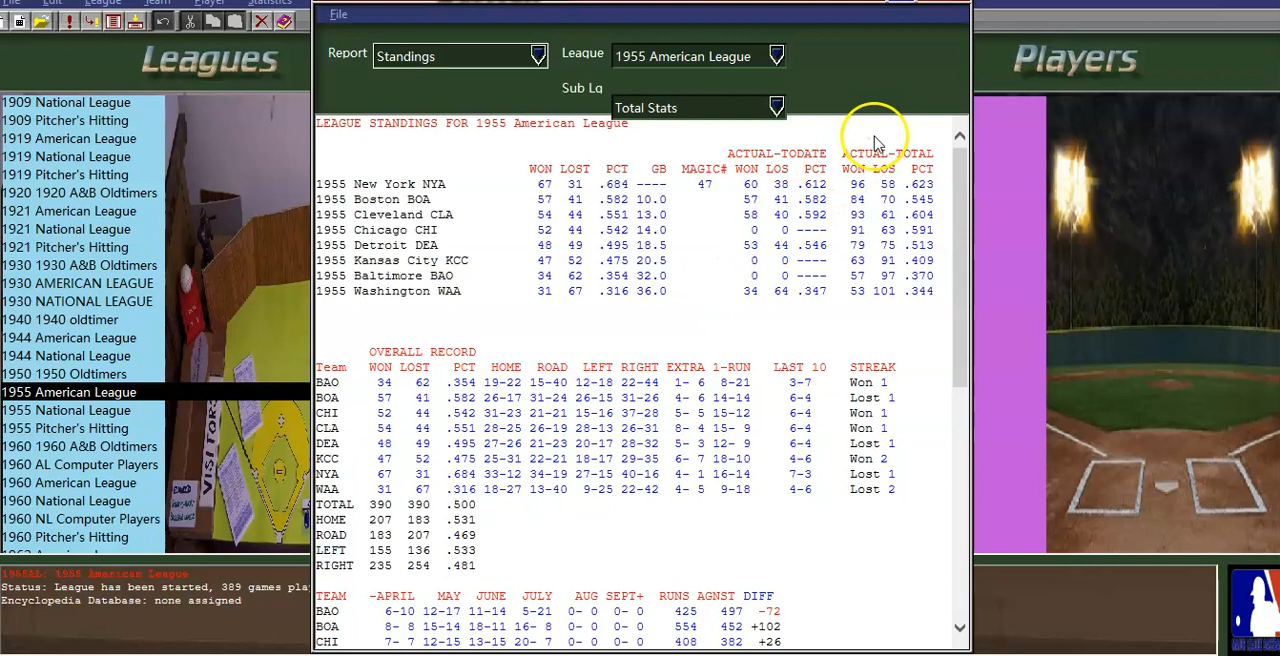 File
Leagues
Players
Report
Standings
League
1955 American League
Sub Lg
Total Stats
1909 National League
1909 Pitcher's Hitting
1919 American League
1919 National League
1919 Pitcher's Hitting
1920 1920 A&B Oldtimers
1921 American League
1921 National League
1921 Pitcher's Hitting
1930 1930 A&B Oldtimers
1930 AMERICAN LEAGUE
1930 NATIONAL LEAGUE
1940 1940 oldtimer
1944 American League
1944 National League
1950 1950 Oldtimers
1955 American League
1955 National League
1955 Pitcher's Hitting
1960 1960 A&B Oldtimers
1960 AL Computer Players
1960 American League
1960 National League
1960 NL Computer Players
1960 Pitcher's Hitting
VISITORS
1955AL: 1955 American League
Status: League has been started, 389 games pla
Encyclopedia Database: none assigned
LEAGUE STANDINGS FOR 1955 American League
ACTUAL-TODATE ACTUAL-TOTAL
WON LOST PCT GB MAGIC# WON LOS PCT WON LOS PCT
1955 New York NYA 67 31 .684 ---- 47 60 38 .612 96 58 .623
1955 Boston BOA 57 41 .582 10.0 57 41 .582 84 70 .545
1955 Cleveland CLA 54 44 .551 13.0 58 40 .592 93 61 .604
1955 Chicago CHI 52 44 .542 14.0 0 0 ---- 91 63 .591
1955 Detroit DEA 48 49 .495 18.5 53 44 .546 79 75 .513
1955 Kansas City KCC 47 52 .475 20.5 0 0 ---- 63 91 .409
1955 Baltimore BAO 34 62 .354 32.0 0 0 ---- 57 97 .370
1955 Washington WAA 31 67 .316 36.0 34 64 .347 53 101 .344
OVERALL RECORD
Team WON LOST PCT HOME ROAD LEFT RIGHT EXTRA 1-RUN LAST 10 STREAK
BAO 34 62 .354 19-22 15-40 12-18 22-44 1- 6 8-21 3-7 Won 1
BOA 57 41 .582 26-17 31-24 26-15 31-26 4- 6 14-14 6-4 Lost 1
CHI 52 44 .542 31-23 21-21 15-16 37-28 5- 5 15-12 6-4 Won 1
CLA 54 44 .551 28-25 26-19 28-13 26-31 8- 4 15- 9 6-4 Won 1
DEA 48 49 .495 27-26 21-23 20-17 28-32 5- 3 12- 9 6-4 Lost 1
KCC 47 52 .475 25-31 22-21 18-17 29-35 6- 7 18-10 4-6 Won 2
NYA 67 31 .684 33-12 34-19 27-15 40-16 4- 1 16-14 7-3 Lost 1
WAA 31 67 .316 18-27 13-40 9-25 22-42 4- 5 9-18 4-6 Lost 2
TOTAL 390 390 .500
HOME 207 183 .531
ROAD 183 207 .469
LEFT 155 136 .533
RIGHT 235 254 .481
TEAM -APRIL MAY JUNE JULY AUG SEPT+ RUNS AGNST DIFF
BAO 6-10 12-17 11-14 5-21 0- 0 0- 0 425 497 -72
BOA 8- 8 15-14 18-11 16- 8 0- 0 0- 0 554 452 +102
CHI 7- 7 12-15 13-15 20- 7 0- 0 0- 0 408 382 +26